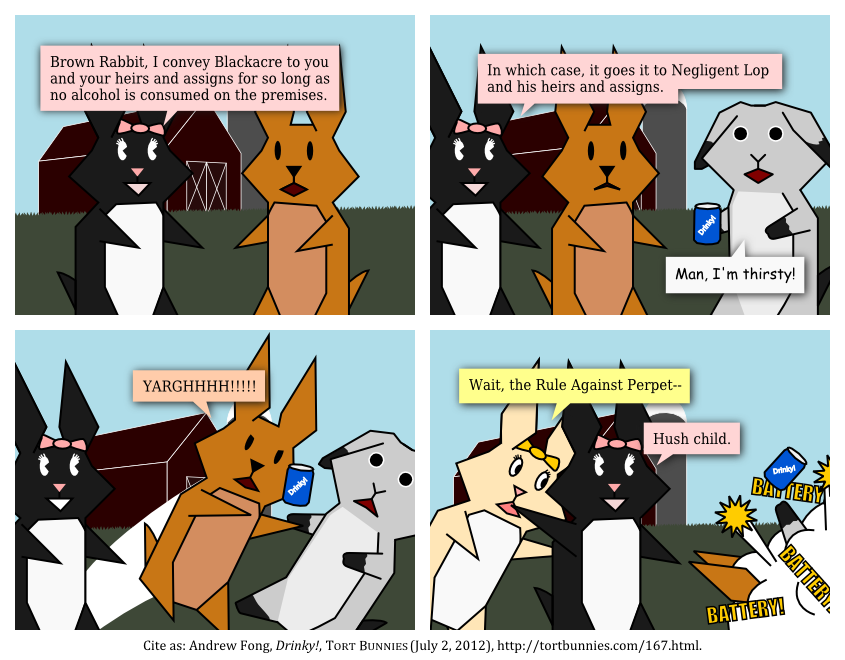 Brown Rabbit, I convey Blackacre to you
and your heirs and assigns for so long as
no alcohol is consumed on the premises.
In which case, it goes it to Negligent Lop
and his heirs and assigns.
Drinky!
Man, I'm thirsty!
YARGHHHH!!!!!
Drinky!
Wait, the Rule Against Perpet--
Hush child.
Drinky!
BATTERY
BATTERY!
BATTERY!
Cite as: Andrew Fong, Drinky!, TORT BUNNIES (July 2, 2012), http://tortbunnies.com/167.html.